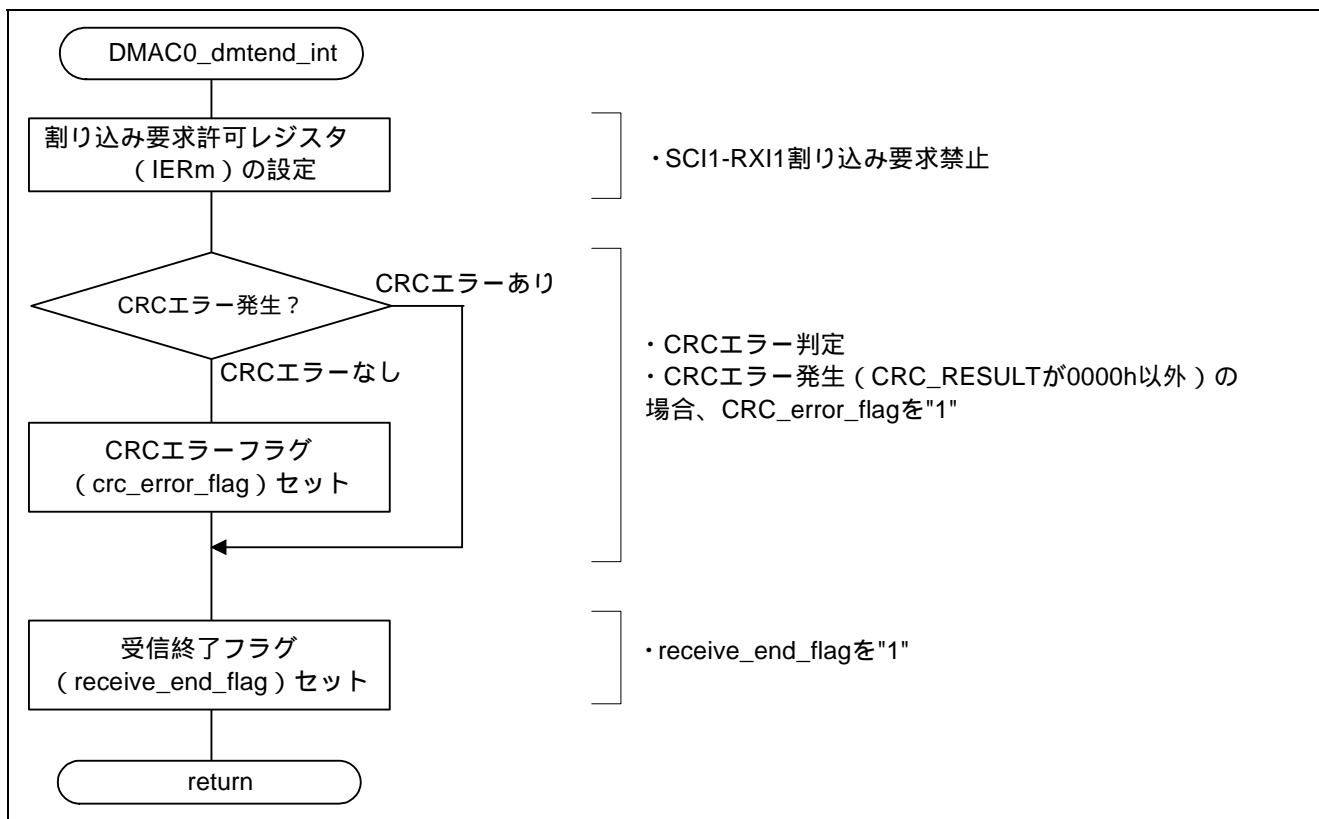 DMAC0_dmtend_int
割り込み要求許可レジスタ
（IERm）の設定
・SCI1-RXI1割り込み要求禁止
CRCエラーあり
CRCエラー発生？
CRCエラーなし
・CRCエラー判定
・CRCエラー発生（CRC_RESULTが0000h以外）の
場合、CRC_error_flagを"1"
CRCエラーフラグ
（crc_error_flag）セット
受信終了フラグ
（receive_end_flag）セット
・receive_end_flagを"1"
return